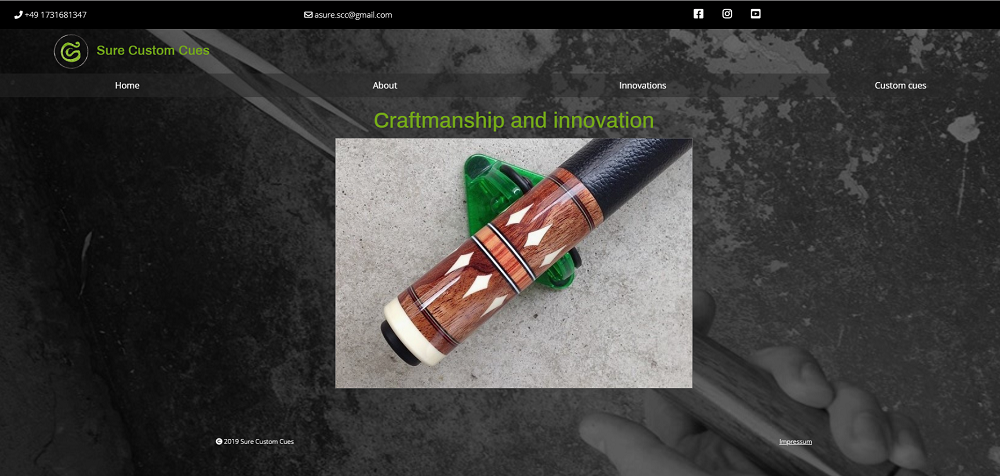 +49 1731681347
asure.scc@gmail.com
Sure Custom Cues
Home
About
Innovations
Custom cues
Craftmanship and innovation
© 2019 Sure Custom Cues
Impressum